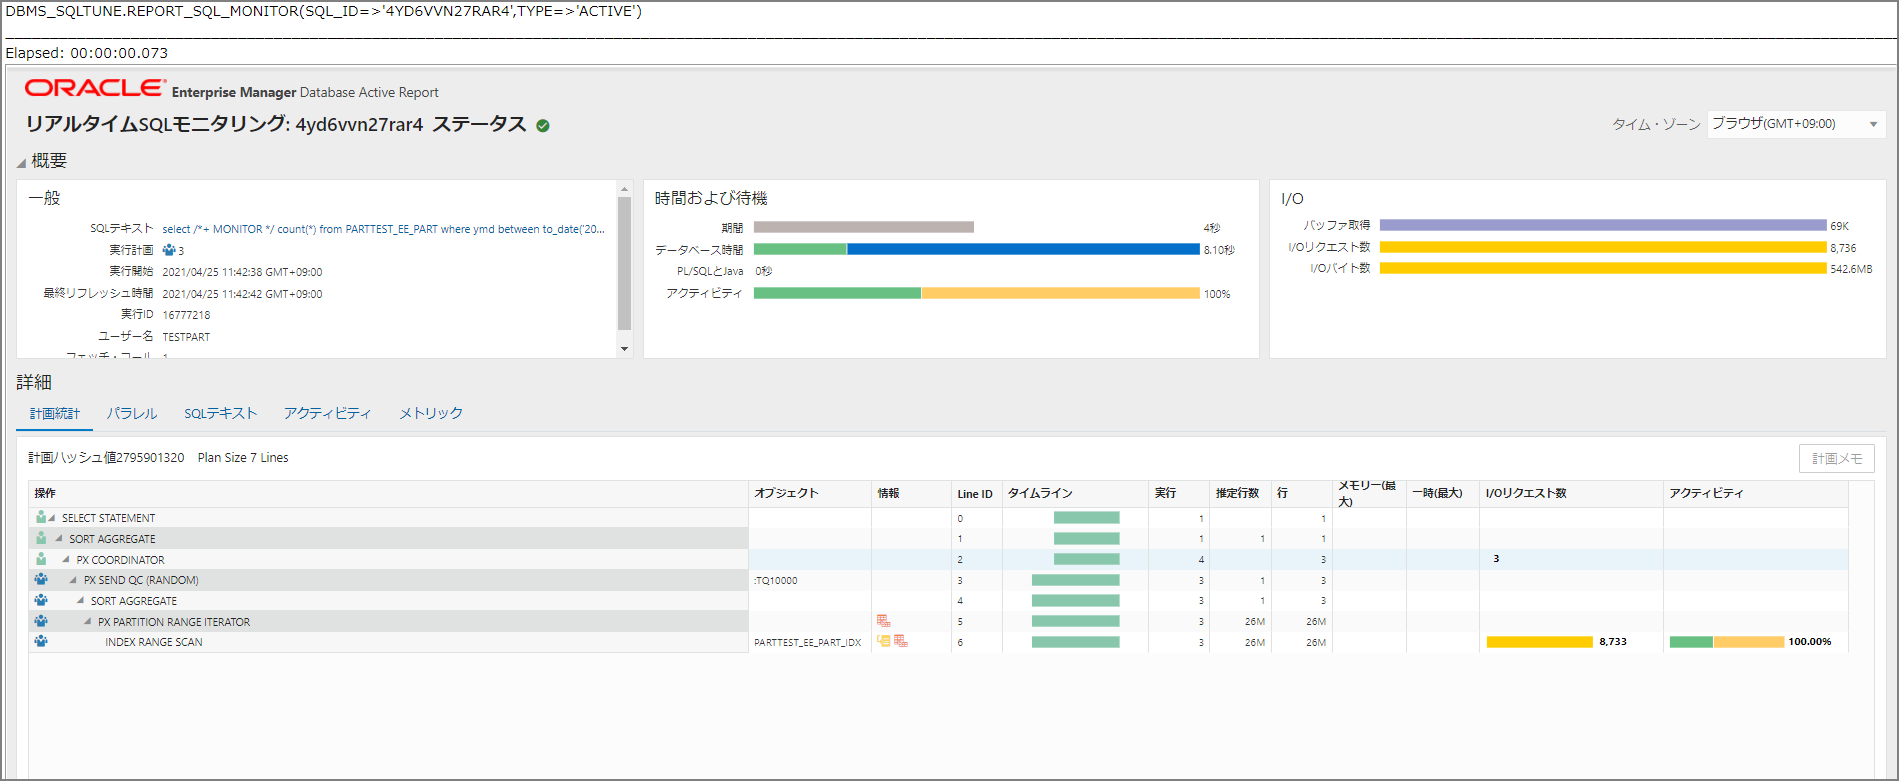 DBMS_SQLTUNE.REPORT_SQL_MONITOR(SQL_ID=>'4YD6VVN27RAR4',TYPE=>'ACTIVE')
Elapsed: 00:00:00.073
ORACLE Enterprise Manager Database Active Report
リアルタイムSQLモニタリング: 4yd6vvn27rar4 ステータス
タイム・ゾーン ブラウザ(GMT+09:00)
概要
一般
SQLテキスト select /*+ MONITOR */ count(*) from PARTTEST_EE_PART where ymd between to_date('20...
実行計画 3
実行開始 2021/04/25 11:42:38 GMT+09:00
最終リフレッシュ時間 2021/04/25 11:42:42 GMT+09:00
実行ID 16777218
ユーザー名 TESTPART
フェッチ・コール 1
時間および待機
期間 4秒
データベース時間 8.10秒
PL/SQLとJava 0秒
アクティビティ 100%
I/O
バッファ取得 69K
I/Oリクエスト数 8,736
I/Oバイト数 542.6MB
詳細
計画統計 パラレル SQLテキスト アクティビティ メトリック
計画ハッシュ値2795901320 Plan Size 7 Lines
計画メモ
操作 オブジェクト 情報 Line ID タイムライン 実行 推定行数 行 メモリー(最大) 一時(最大) I/Oリクエスト数 アクティビティ
SELECT STATEMENT 0 1 1
SORT AGGREGATE 1 1 1 1
PX COORDINATOR 2 4 3 3
PX SEND QC (RANDOM) :TQ10000 3 3 1 3
SORT AGGREGATE 4 3 1 3
PX PARTITION RANGE ITERATOR 5 3 26M 26M
INDEX RANGE SCAN PARTTEST_EE_PART_IDX 6 3 26M 26M 8,733 100.00%